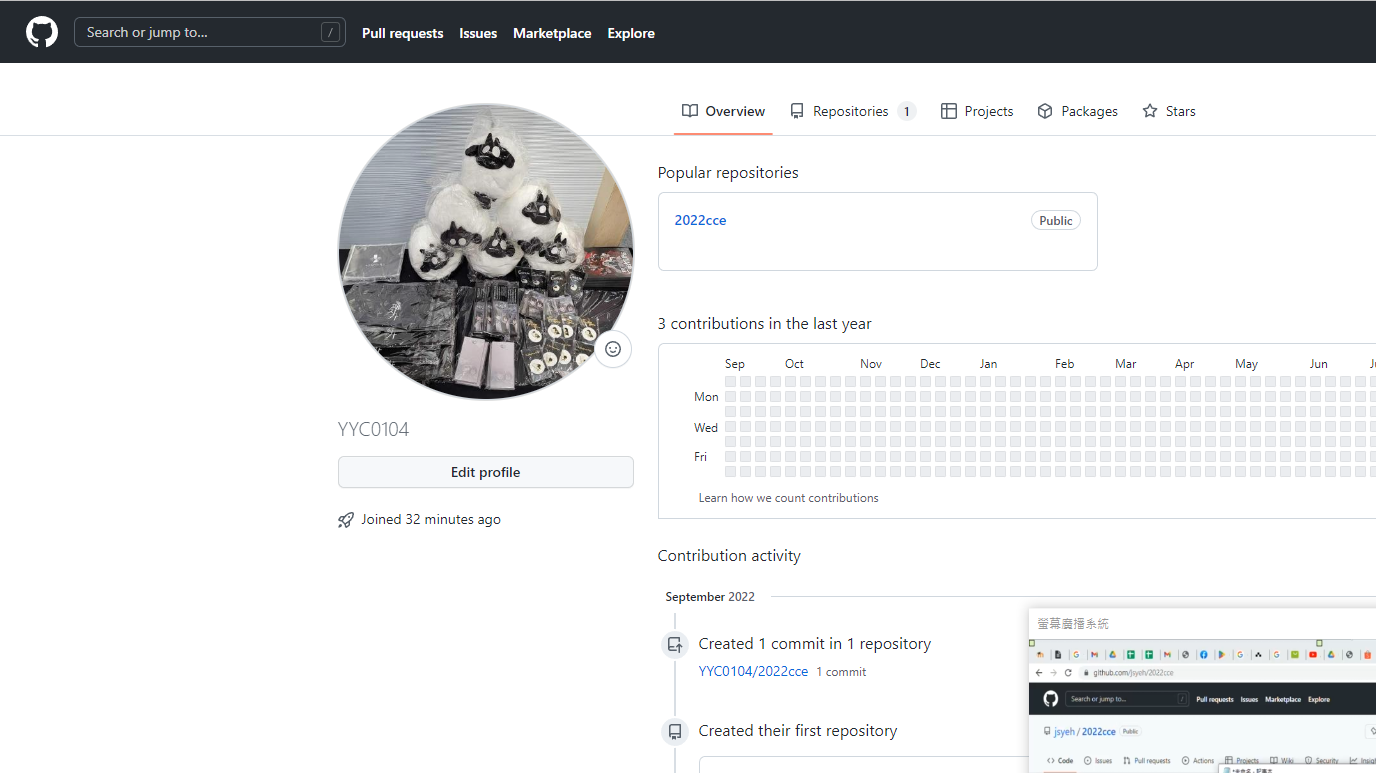 Search or jump to... /
Pull requests Issues Marketplace Explore
Overview Repositories 1 Projects Packages Stars
Popular repositories
2022cce Public
3 contributions in the last year
Sep Oct Nov Dec Jan Feb Mar Apr May Jun
Mon
Wed
Fri
Learn how we count contributions
YYC0104
Edit profile
Joined 32 minutes ago
Contribution activity
September 2022
Created 1 commit in 1 repository
YYC0104/2022cce 1 commit
Created their first repository
螢幕廣播系統
github.com/jsyeh/2022cce
Search or jump to... /
Pull requests Issues Marketplace Explore
jsyeh / 2022cce Public
Code Issues Pull requests Actions Projects Wiki Security